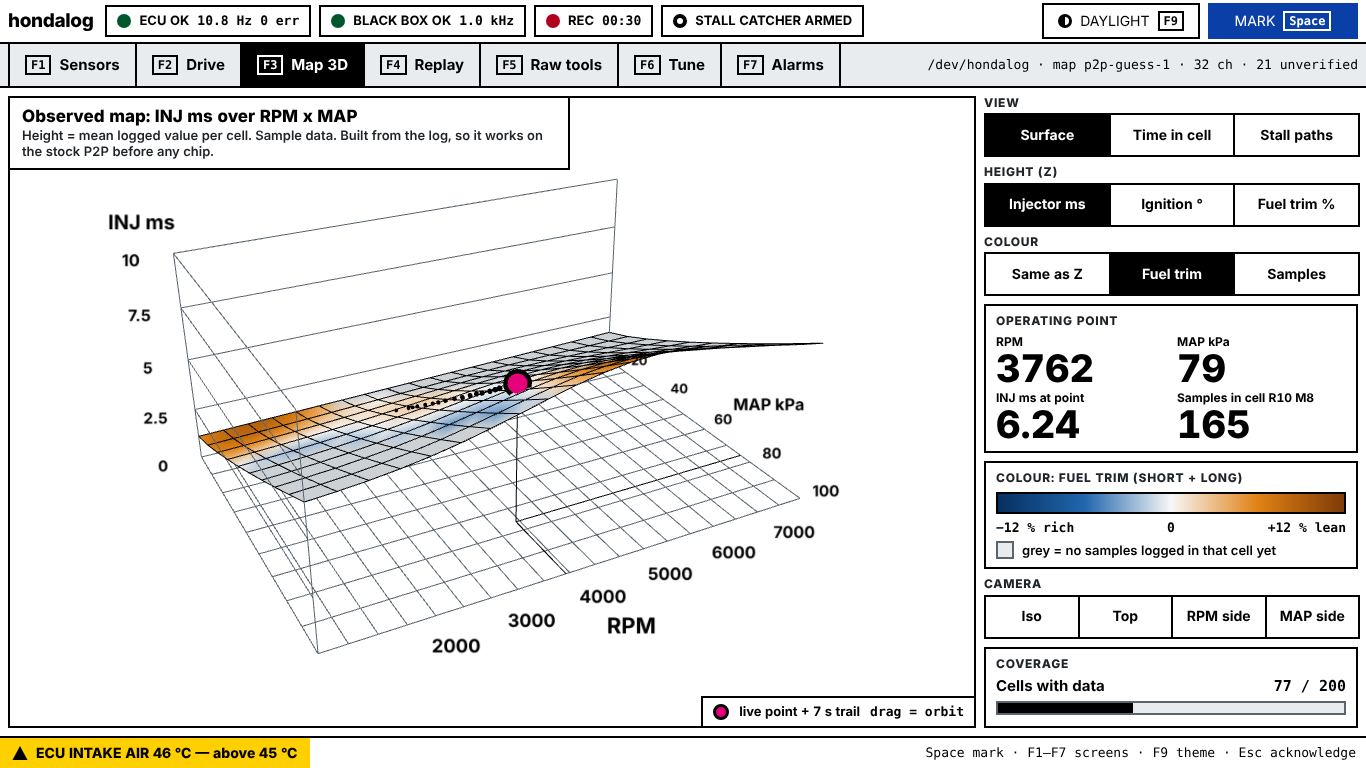 hondalog
ECU OK 10.8 Hz 0 err
BLACK BOX OK 1.0 kHz
REC 00:30
STALL CATCHER ARMED
DAYLIGHT F9
MARK Space
F1 Sensors
F2 Drive
F3 Map 3D
F4 Replay
F5 Raw tools
F6 Tune
F7 Alarms
/dev/hondalog · map p2p-guess-1 · 32 ch · 21 unverified
Observed map: INJ ms over RPM x MAP
Height = mean logged value per cell. Sample data. Built from the log, so it works on
the stock P2P before any chip.
INJ ms
10
7.5
5
2.5
0
20
40
60
80
100
MAP kPa
7000
6000
5000
4000
3000
2000
RPM
live point + 7 s trail drag = orbit
VIEW
Surface
Time in cell
Stall paths
HEIGHT (Z)
Injector ms
Ignition °
Fuel trim %
COLOUR
Same as Z
Fuel trim
Samples
OPERATING POINT
RPM
MAP kPa
3762
79
INJ ms at point
Samples in cell R10 M8
6.24
165
COLOUR: FUEL TRIM (SHORT + LONG)
−12 % rich
0
+12 % lean
grey = no samples logged in that cell yet
CAMERA
Iso
Top
RPM side
MAP side
COVERAGE
Cells with data
77 / 200
ECU INTAKE AIR 46 °C — above 45 °C
Space mark · F1–F7 screens · F9 theme · Esc acknowledge